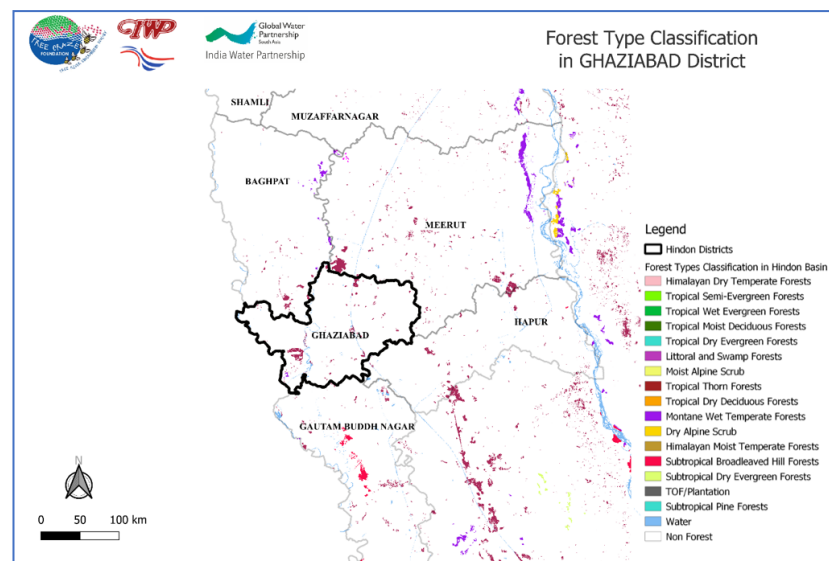 TREE CRAZE
FOUNDATION
IWP
Global Water
Partnership
South Asia
India Water Partnership
Forest Type Classification
in GHAZIABAD District
SHAMLI
MUZAFFARNAGAR
BAGHPAT
MEERUT
GHAZIABAD
HAPUR
GAUTAM BUDDH NAGAR
Legend
Hindon Districts
Forest Types Classification in Hindon Basin
Himalayan Dry Temperate Forests
Tropical Semi-Evergreen Forests
Tropical Wet Evergreen Forests
Tropical Moist Deciduous Forests
Tropical Dry Evergreen Forests
Littoral and Swamp Forests
Moist Alpine Scrub
Tropical Thorn Forests
Tropical Dry Deciduous Forests
Montane Wet Temperate Forests
Dry Alpine Scrub
Himalayan Moist Temperate Forests
Subtropical Broadleaved Hill Forests
Subtropical Dry Evergreen Forests
TOF/Plantation
Subtropical Pine Forests
Water
Non Forest
N
0 50 100 km